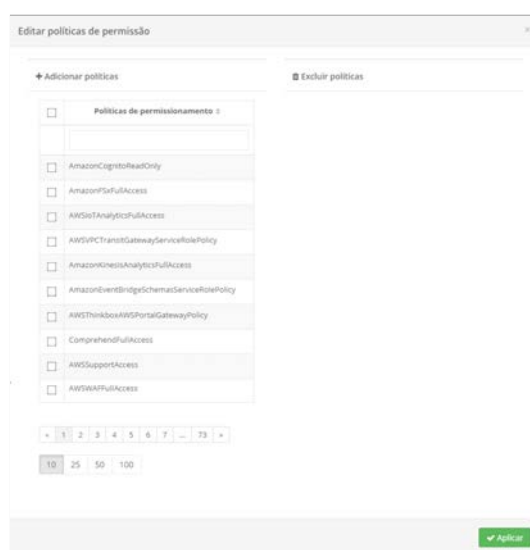 Editar políticas de permissão
×
+ Adicionar políticas
Excluir políticas
Políticas de permissionamento
AmazonCognitoReadOnly
AmazonFSxFullAccess
AWSIoTAnalyticsFullAccess
AWSVPCTransitGatewayServiceRolePolicy
AmazonKinesisAnalyticsFullAccess
AmazonEventBridgeSchemasServiceRolePolicy
AWSThinkboxAWSPortalGatewayPolicy
ComprehendFullAccess
AWSSupportAccess
AWSWAFFullAccess
« 1 2 3 4 5 6 7 ... 73 »
10 25 50 100
✔ Aplicar